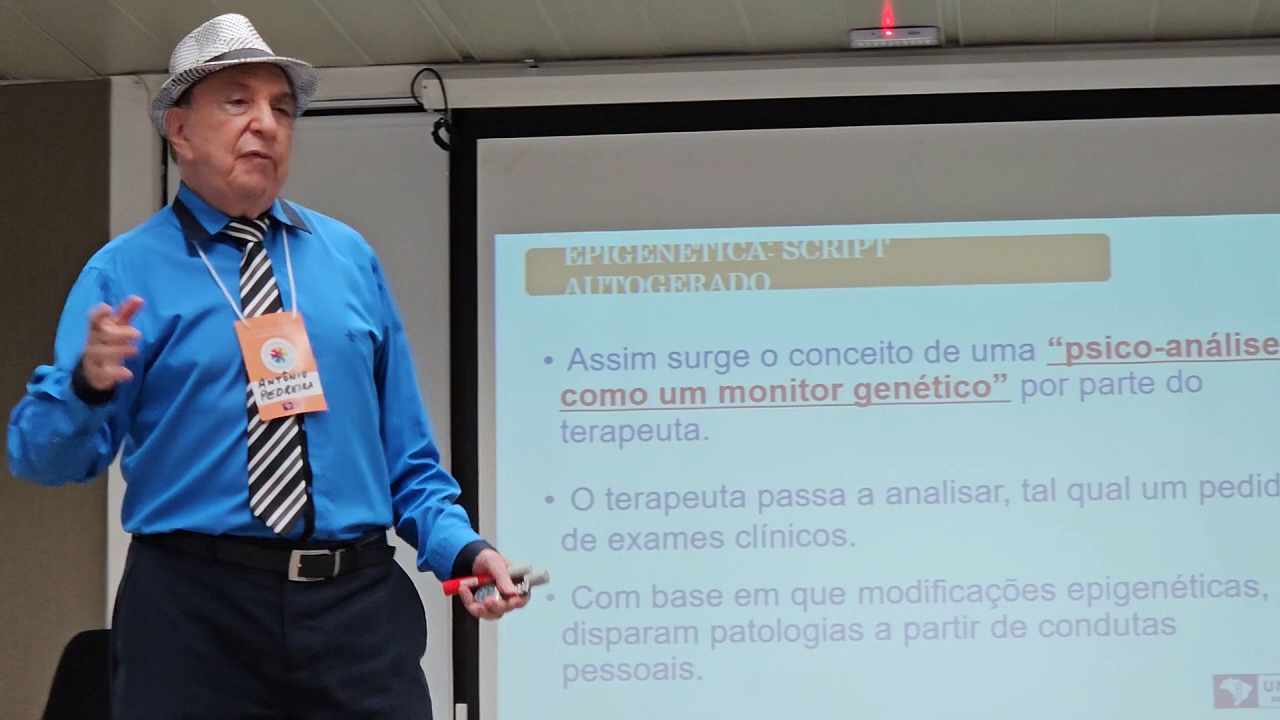 EPIGENÉTICA- SCRIPT
AUTOGERADO
• Assim surge o conceito de uma “psico-análise
como um monitor genético” por parte do
terapeuta.
• O terapeuta passa a analisar, tal qual um pedid
de exames clínicos.
• Com base em que modificações epigenéticas,
disparam patologias a partir de condutas
pessoais.
ANTÔNIO
PEDREIRA